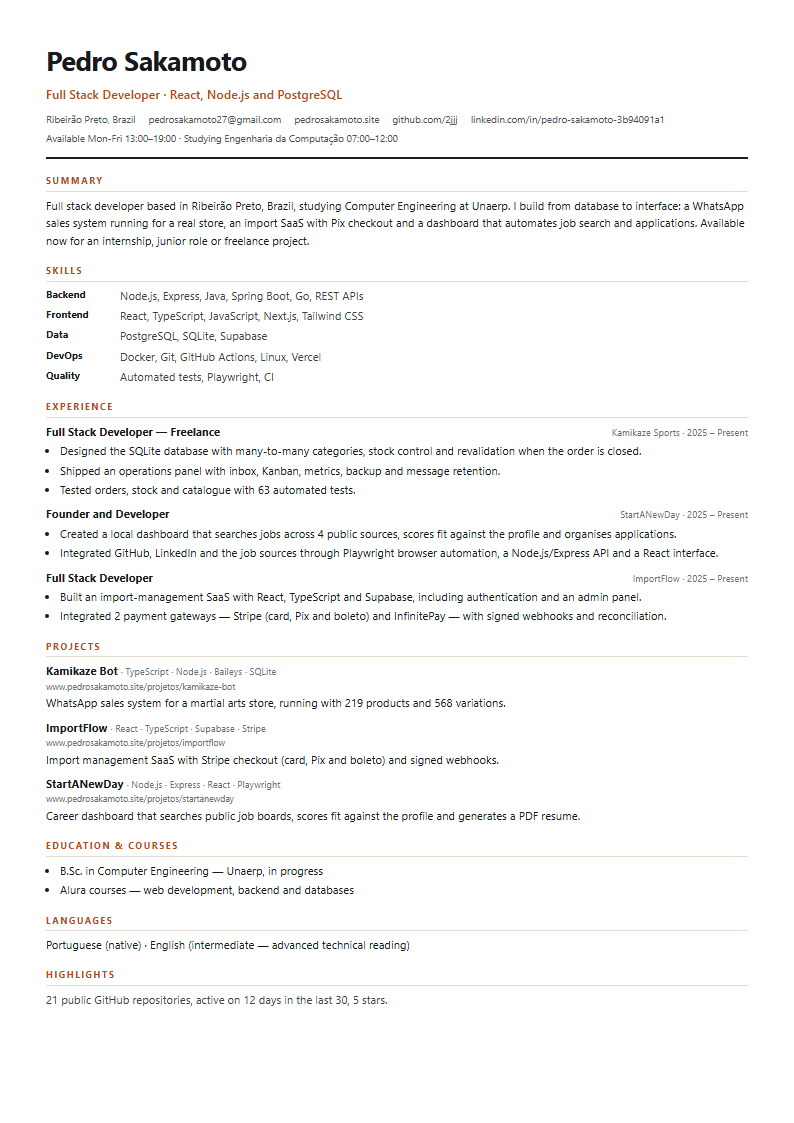 Pedro Sakamoto
Full Stack Developer · React, Node.js and PostgreSQL
Ribeirão Preto, Brazil pedrosakamoto27@gmail.com pedrosakamoto.site github.com/2jjj linkedin.com/in/pedro-sakamoto-3b94091a1
Available Mon-Fri 13:00–19:00 · Studying Engenharia da Computação 07:00–12:00
SUMMARY
Full stack developer based in Ribeirão Preto, Brazil, studying Computer Engineering at Unaerp. I build from database to interface: a WhatsApp
sales system running for a real store, an import SaaS with Pix checkout and a dashboard that automates job search and applications. Available
now for an internship, junior role or freelance project.
SKILLS
Backend Node.js, Express, Java, Spring Boot, Go, REST APIs
Frontend React, TypeScript, JavaScript, Next.js, Tailwind CSS
Data PostgreSQL, SQLite, Supabase
DevOps Docker, Git, GitHub Actions, Linux, Vercel
Quality Automated tests, Playwright, CI
EXPERIENCE
Full Stack Developer — Freelance Kamikaze Sports · 2025 – Present
• Designed the SQLite database with many-to-many categories, stock control and revalidation when the order is closed.
• Shipped an operations panel with inbox, Kanban, metrics, backup and message retention.
• Tested orders, stock and catalogue with 63 automated tests.
Founder and Developer StartANewDay · 2025 – Present
• Created a local dashboard that searches jobs across 4 public sources, scores fit against the profile and organises applications.
• Integrated GitHub, LinkedIn and the job sources through Playwright browser automation, a Node.js/Express API and a React interface.
Full Stack Developer ImportFlow · 2025 – Present
• Built an import-management SaaS with React, TypeScript and Supabase, including authentication and an admin panel.
• Integrated 2 payment gateways — Stripe (card, Pix and boleto) and InfinitePay — with signed webhooks and reconciliation.
PROJECTS
Kamikaze Bot · TypeScript · Node.js · Baileys · SQLite
www.pedrosakamoto.site/projetos/kamikaze-bot
WhatsApp sales system for a martial arts store, running with 219 products and 568 variations.
ImportFlow · React · TypeScript · Supabase · Stripe
www.pedrosakamoto.site/projetos/importflow
Import management SaaS with Stripe checkout (card, Pix and boleto) and signed webhooks.
StartANewDay · Node.js · Express · React · Playwright
www.pedrosakamoto.site/projetos/startanewday
Career dashboard that searches public job boards, scores fit against the profile and generates a PDF resume.
EDUCATION & COURSES
• B.Sc. in Computer Engineering — Unaerp, in progress
• Alura courses — web development, backend and databases
LANGUAGES
Portuguese (native) · English (intermediate — advanced technical reading)
HIGHLIGHTS
21 public GitHub repositories, active on 12 days in the last 30, 5 stars.